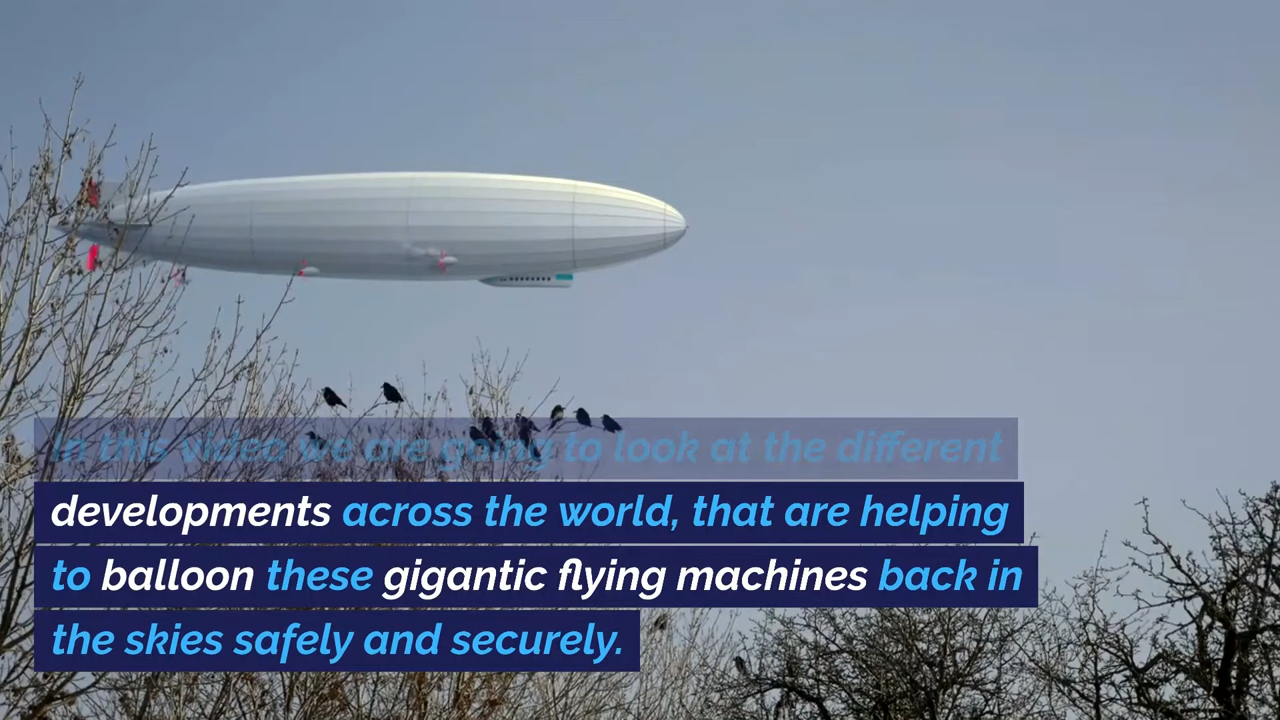 In this video we are going to look at the different
developments across the world, that are helping
to balloon these gigantic flying machines back in
the skies safely and securely.